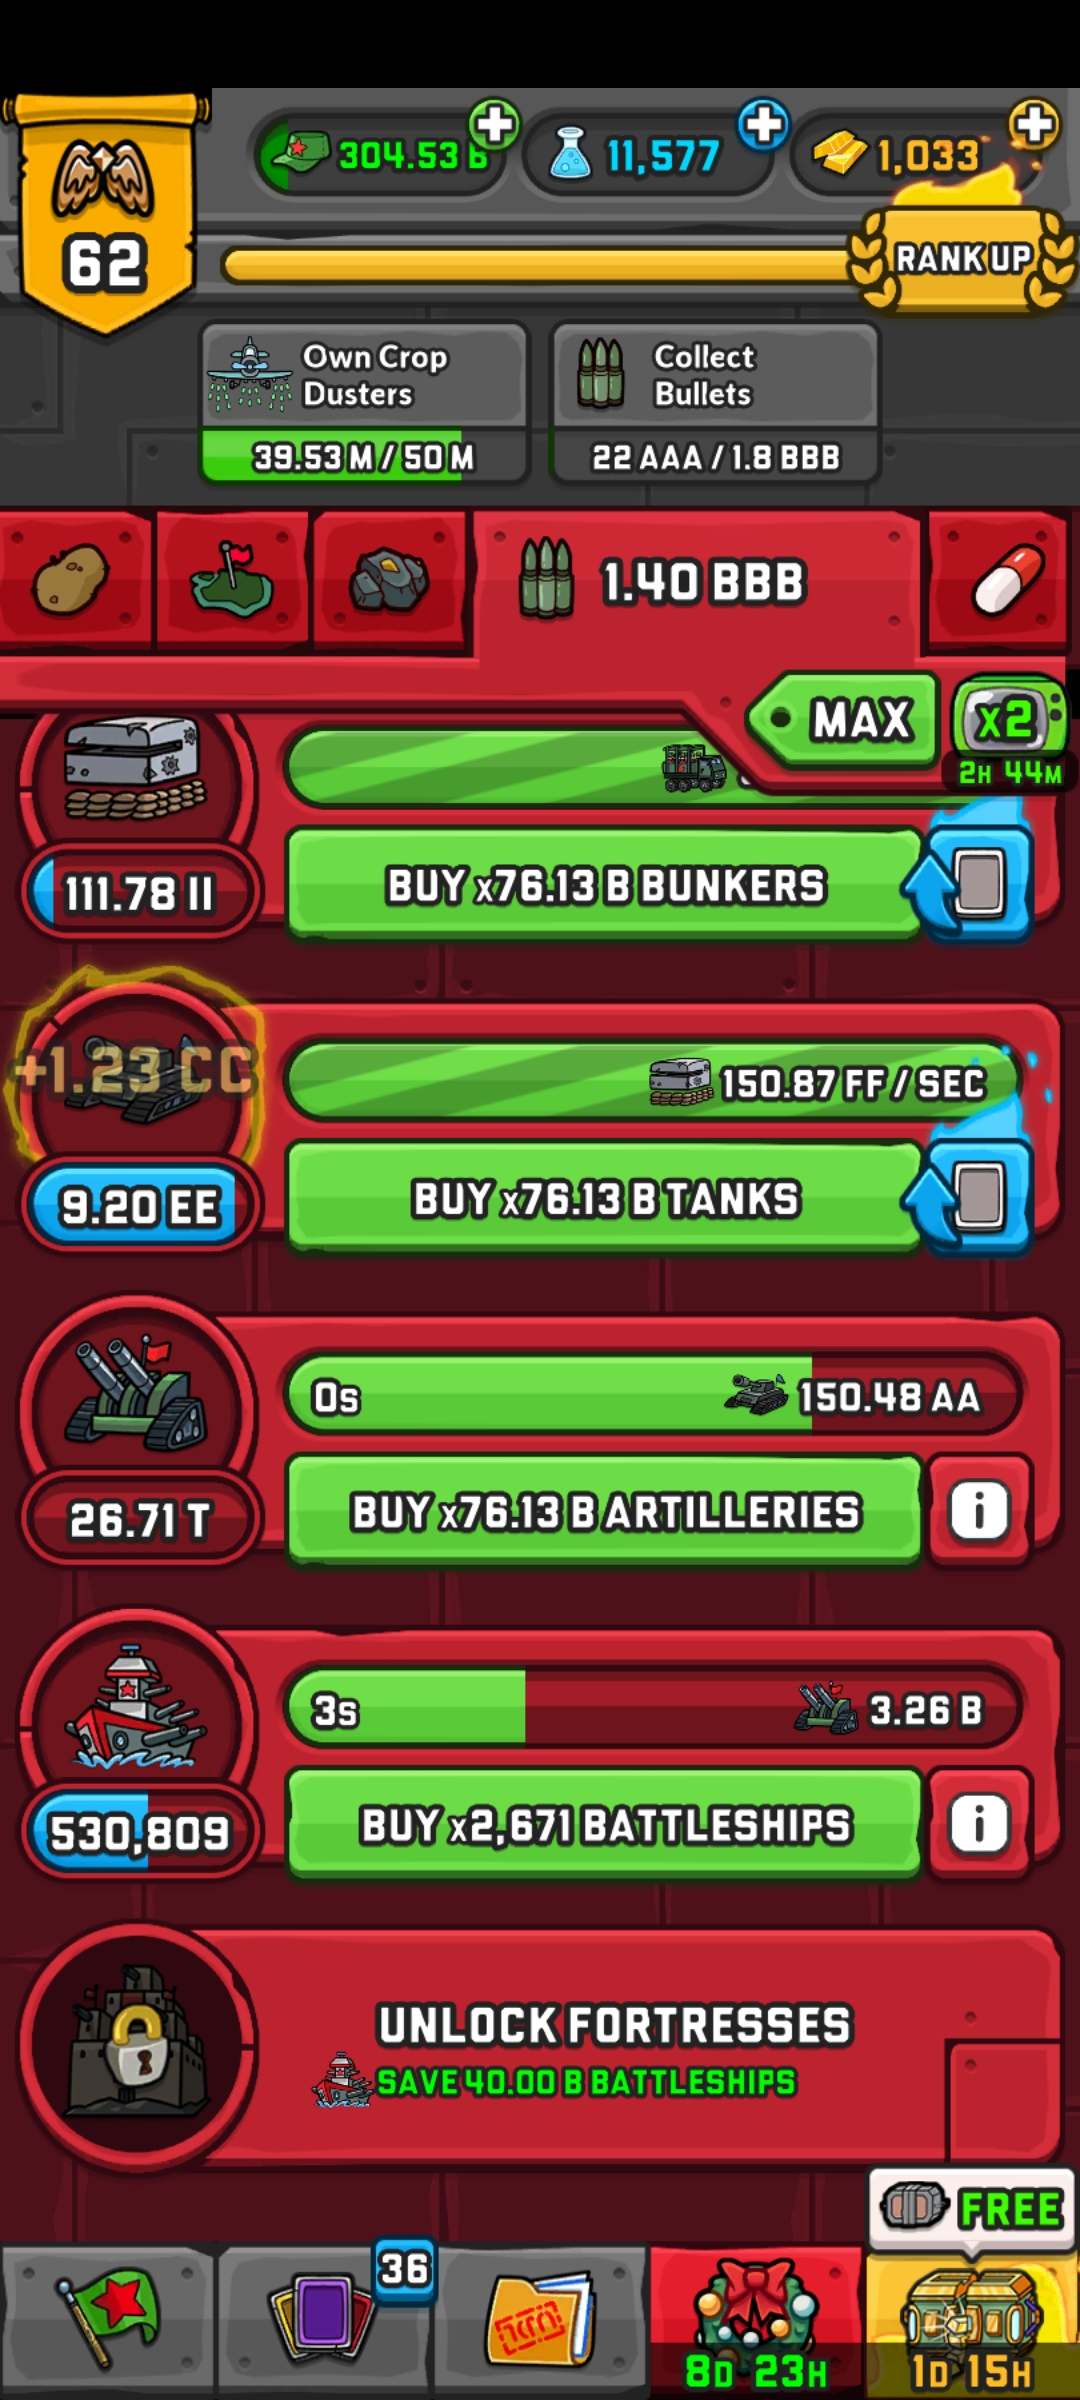 304.53 B
11,577
1,033
62
RANK UP
Own Crop
Dusters
39.53 M / 50 M
Collect
Bullets
22 AAA / 1.8 BBB
1.40 BBB
MAX
x2
2H 44M
111.78 II
BUY x76.13 B BUNKERS
+1.23 CC
150.87 FF / SEC
9.20 EE
BUY x76.13 B TANKS
0s
150.48 AA
26.71 T
BUY x76.13 B ARTILLERIES
i
3s
3.26 B
530,809
BUY x2,671 BATTLESHIPS
i
UNLOCK FORTRESSES
SAVE 40.00 B BATTLESHIPS
FREE
36
8D 23H
1D 15H